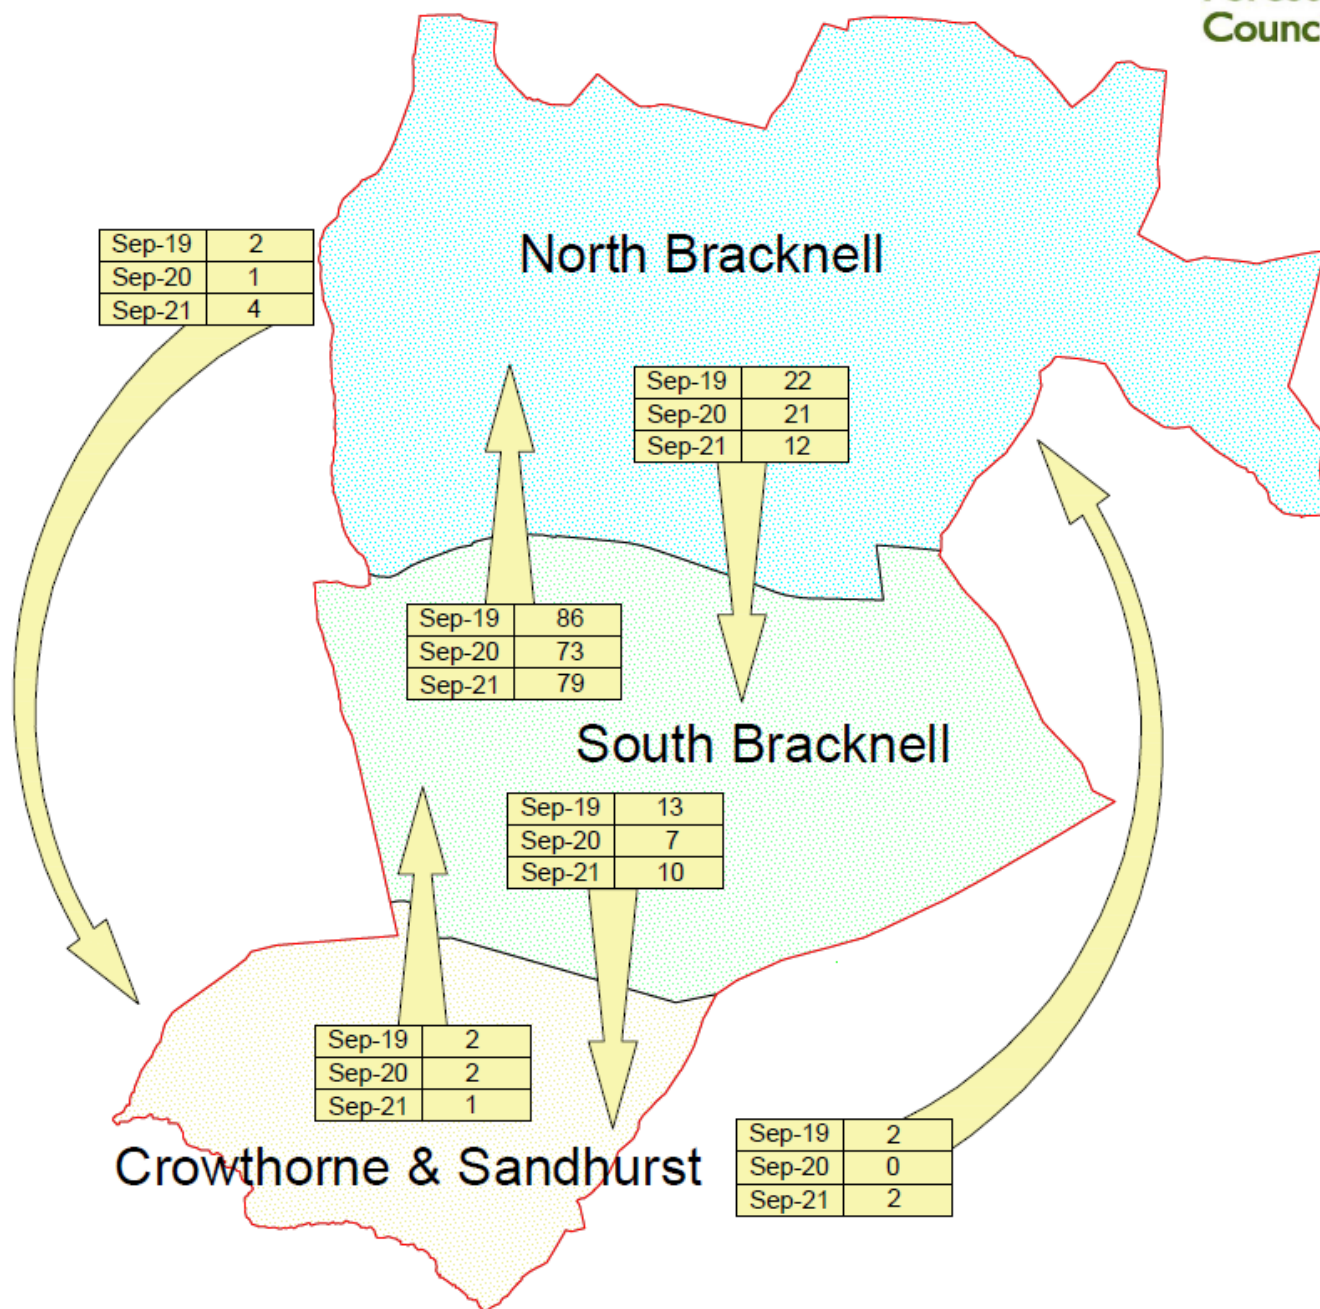 Counc
Sep-19 2
Sep-20 1
Sep-21 4
North Bracknell
Sep-19 22
Sep-20 21
Sep-21 12
Sep-19 86
Sep-20 73
Sep-21 79
South Bracknell
Sep-19 13
Sep-20 7
Sep-21 10
Sep-19 2
Sep-20 2
Sep-21 1
Crowthorne & Sandhurst
Sep-19 2
Sep-20 0
Sep-21 2